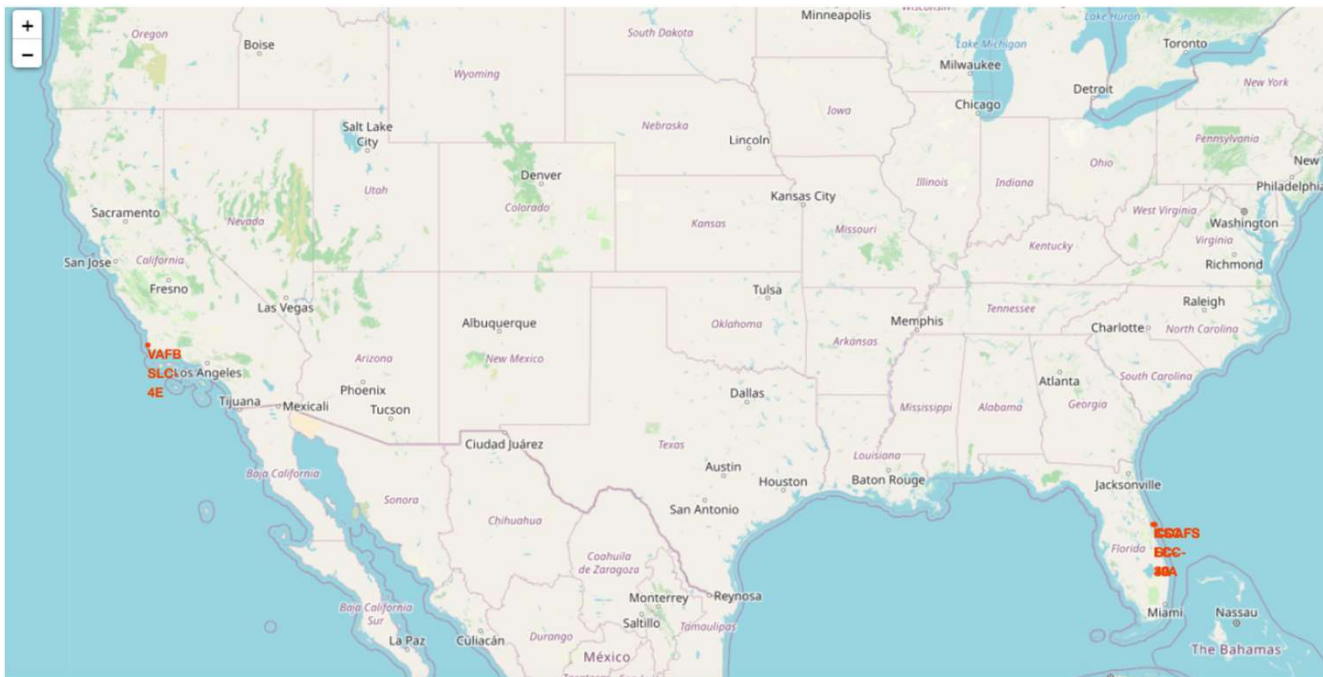 +
−
Minneapolis
Wisconsin
Lake Huron
Oregon
South Dakota
Toronto
Boise
Lake Michigan
New York
Milwaukee
Wyoming
Detroit
Chicago
Iowa
Salt Lake
City
Nebraska
Lincoln
Pennsylvania
Ohio
New
Denver
Illinois
Indiana
Utah
Philadelphia
Kansas City
Colorado
Sacramento
West Virginia
Washington
Nevada
Kansas
Missouri
Kentucky
Virginia
San Jose
California
Richmond
Fresno
Tulsa
Las Vegas
Raleigh
Tennessee
Albuquerque
Oklahoma
Memphis
Charlotte
North Carolina
Arkansas
VAFB
SLC-
4E
Arizona
New Mexico
Los Angeles
South Carolina
Atlanta
Phoenix
Dallas
Tijuana
Mexicali
Tucson
Mississippi
Alabama
Georgia
Ciudad Juárez
Texas
Louisiana
Baja California
Austin
Baton Rouge
Houston
Jacksonville
Sonora
San Antonio
Chihuahua
Florida
Coahuila
de Zaragoza
Reynosa
Monterrey
Baja California
Sur
Miami
Nassau
Saltillo
Tamaulipas
La Paz
Culiacán
Durango
México
The Bahamas